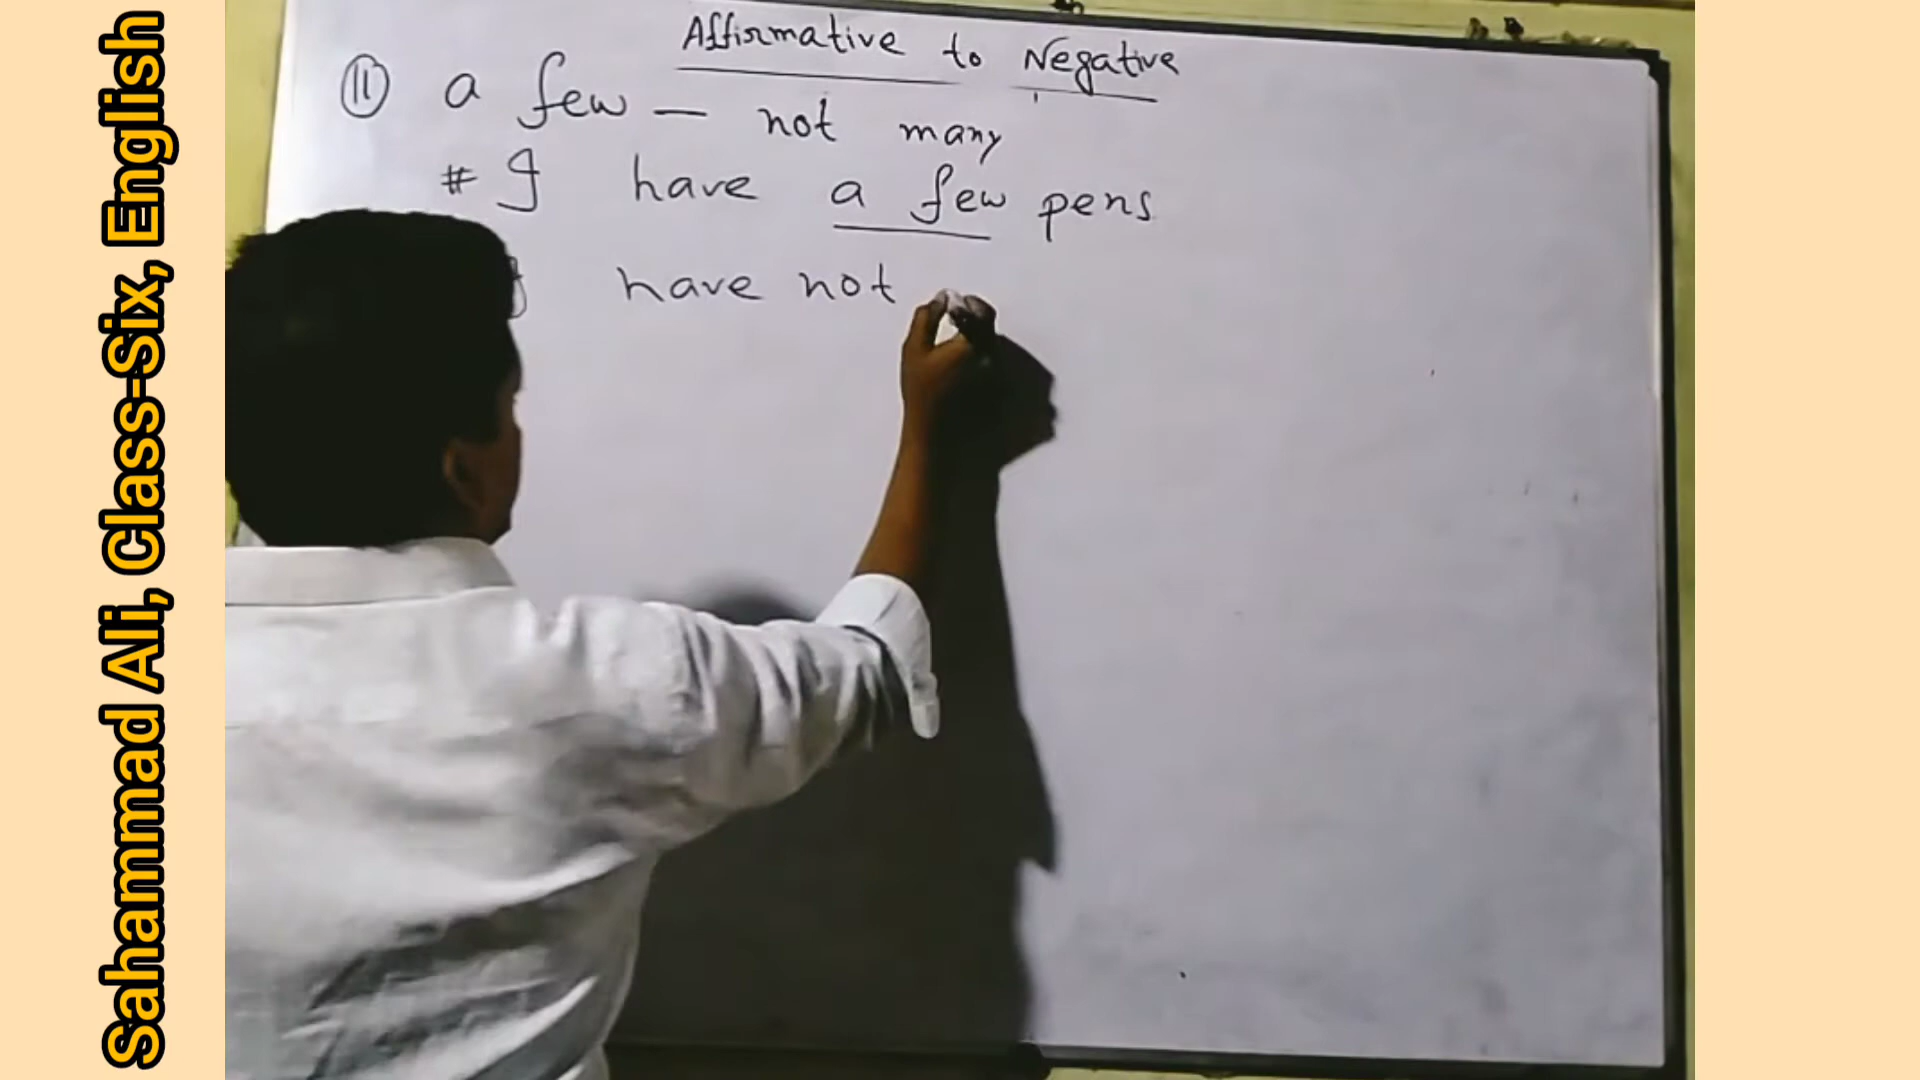 Sahammad Ali, Class-Six, English
Affirmative to Negative
11 a few — not many
# I have a few pens
I have not